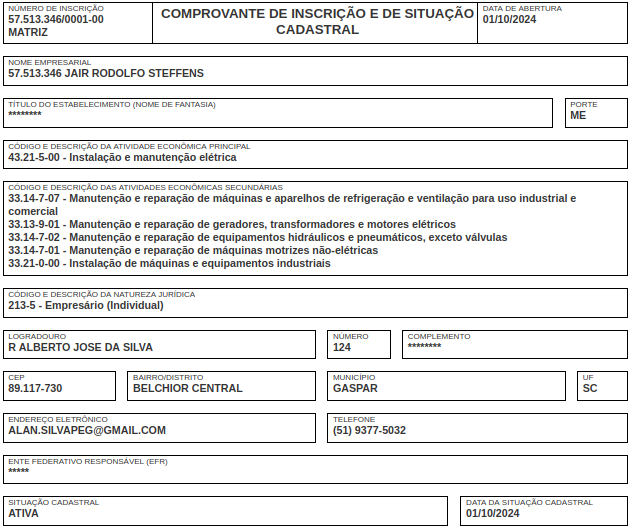 NÚMERO DE INSCRIÇÃO
57.513.346/0001-00
MATRIZ
COMPROVANTE DE INSCRIÇÃO E DE SITUAÇÃO
CADASTRAL
DATA DE ABERTURA
01/10/2024
NOME EMPRESARIAL
57.513.346 JAIR RODOLFO STEFFENS
TÍTULO DO ESTABELECIMENTO (NOME DE FANTASIA)
********
PORTE
ME
CÓDIGO E DESCRIÇÃO DA ATIVIDADE ECONÔMICA PRINCIPAL
43.21-5-00 - Instalação e manutenção elétrica
CÓDIGO E DESCRIÇÃO DAS ATIVIDADES ECONÔMICAS SECUNDÁRIAS
33.14-7-07 - Manutenção e reparação de máquinas e aparelhos de refrigeração e ventilação para uso industrial e
comercial
33.13-9-01 - Manutenção e reparação de geradores, transformadores e motores elétricos
33.14-7-02 - Manutenção e reparação de equipamentos hidráulicos e pneumáticos, exceto válvulas
33.14-7-01 - Manutenção e reparação de máquinas motrizes não-elétricas
33.21-0-00 - Instalação de máquinas e equipamentos industriais
CÓDIGO E DESCRIÇÃO DA NATUREZA JURÍDICA
213-5 - Empresário (Individual)
LOGRADOURO
R ALBERTO JOSE DA SILVA
NÚMERO
124
COMPLEMENTO
********
CEP
89.117-730
BAIRRO/DISTRITO
BELCHIOR CENTRAL
MUNICÍPIO
GASPAR
UF
SC
ENDEREÇO ELETRÔNICO
ALAN.SILVAPEG@GMAIL.COM
TELEFONE
(51) 9377-5032
ENTE FEDERATIVO RESPONSÁVEL (EFR)
*****
SITUAÇÃO CADASTRAL
ATIVA
DATA DA SITUAÇÃO CADASTRAL
01/10/2024